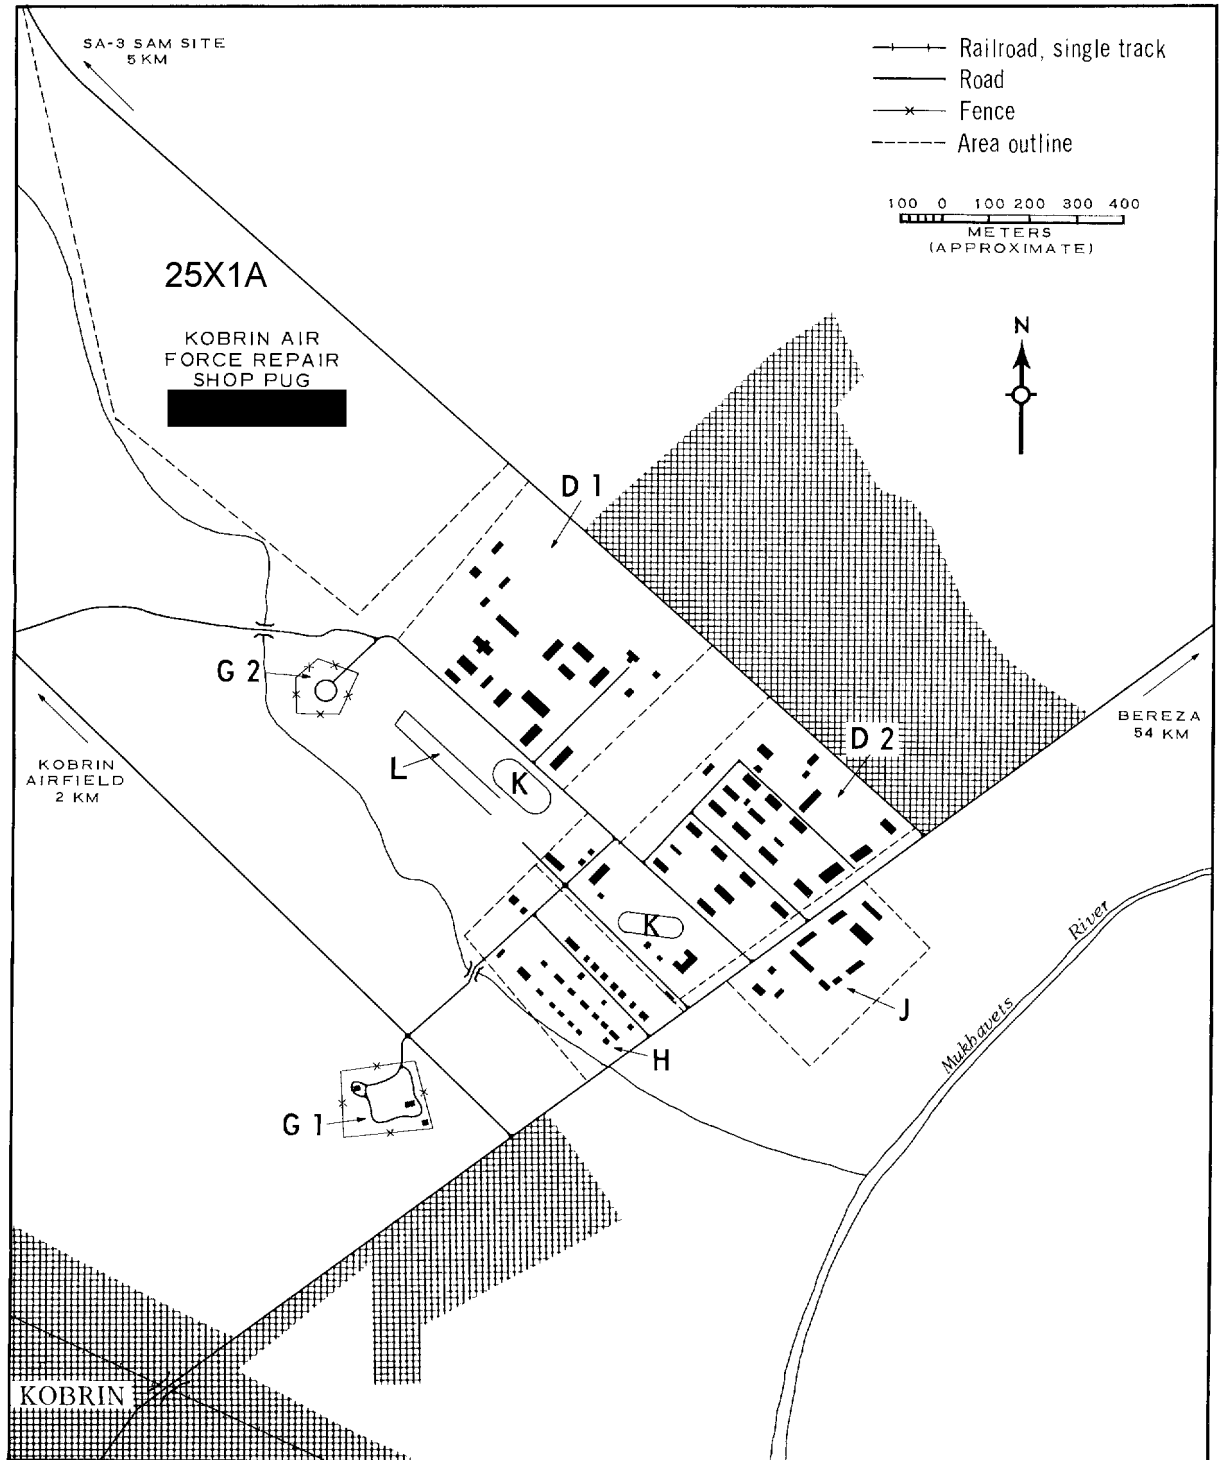 SA-3 SAM SITE
5 KM
Railroad, single track
Road
Fence
Area outline
100 0 100 200 300 400
METERS
(APPROXIMATE)
25X1A
KOBRIN AIR
FORCE REPAIR
SHOP PUG
N
D 1
G 2
BEREZA
54 KM
D 2
KOBRIN
AIRFIELD
2 KM
L
K
K
River
J
Mukhavets
H
G 1
KOBRIN